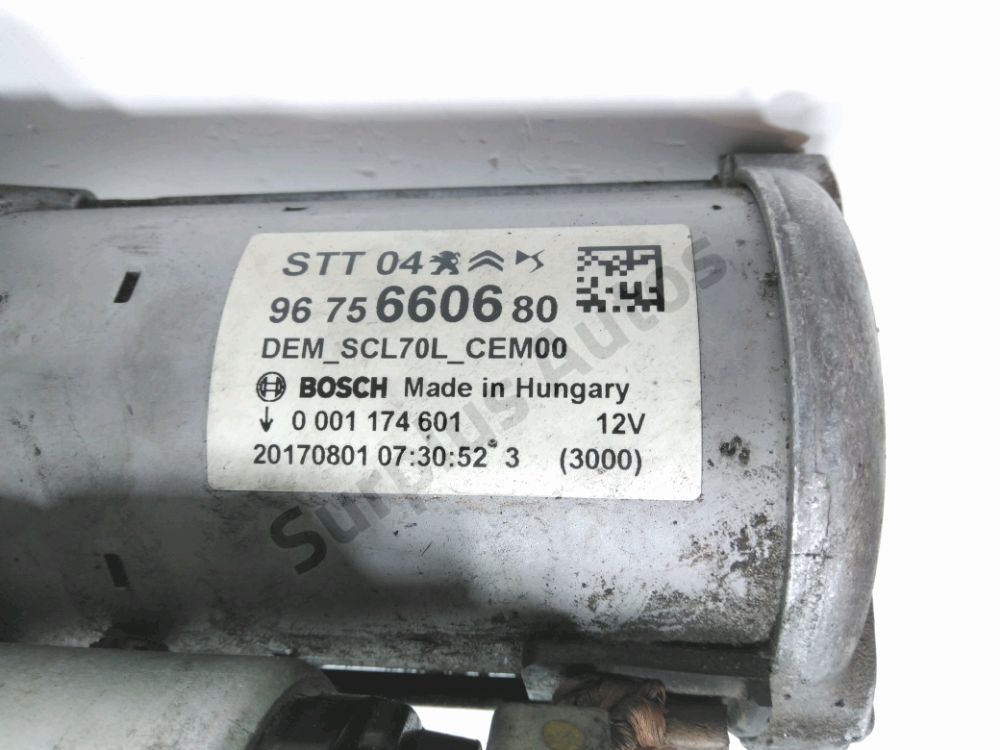 STT 04
96 75 6606 80
DEM_SCL70L_CEM00
BOSCH Made in Hungary
0 001 174 601 12V
20170801 07:30:52 3 (3000)
Surplus Autos